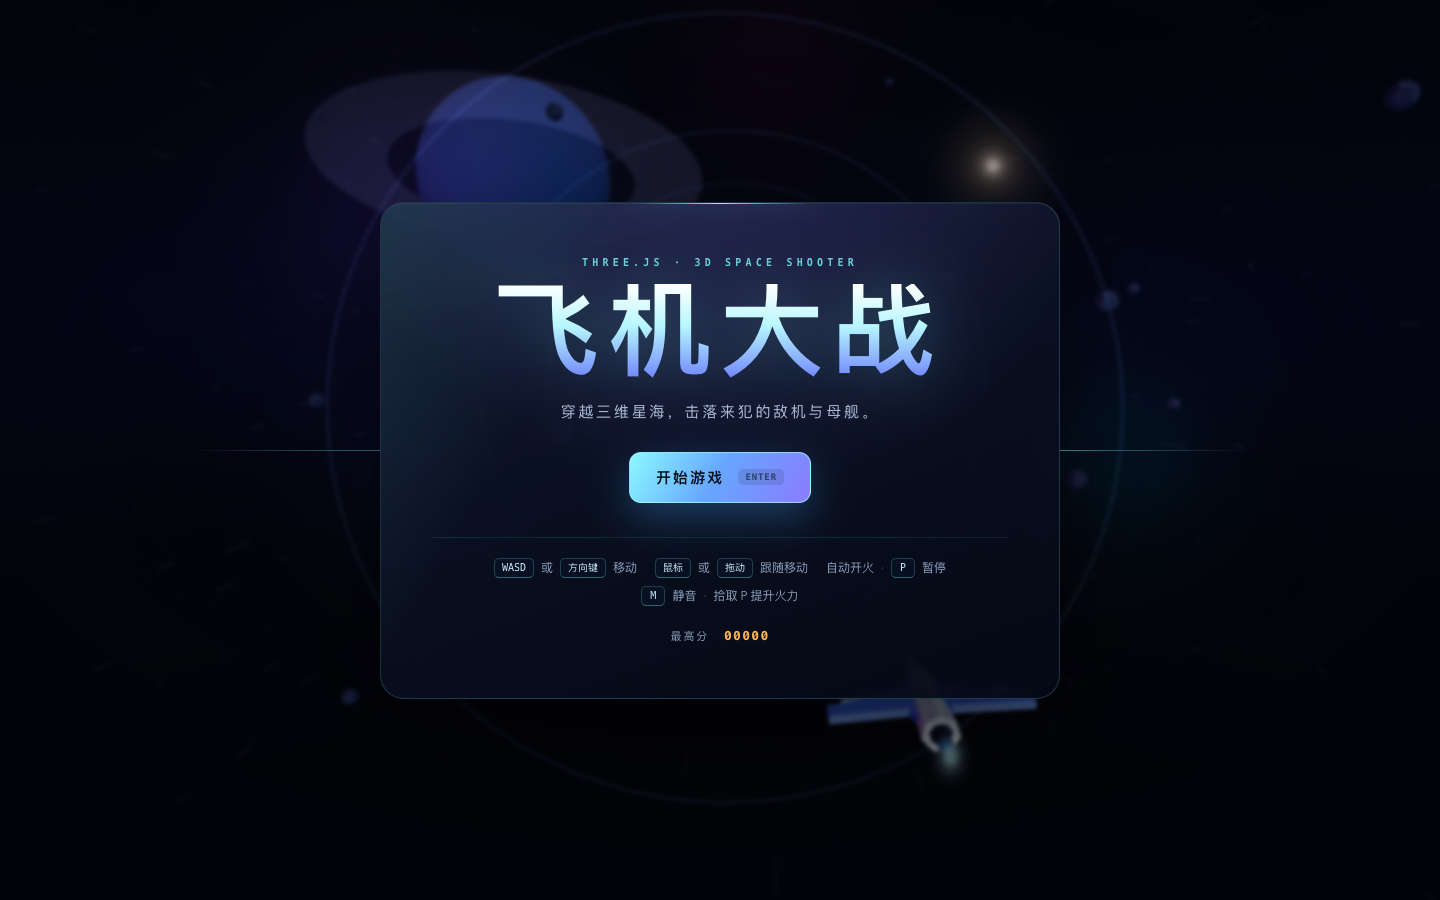 THREE.JS · 3D SPACE SHOOTER
飞机大战
穿越三维星海，击落来犯的敌机与母舰。
开始游戏 ENTER
WASD 或 方向键 移动 鼠标 或 拖动 跟随移动 自动开火 · P 暂停
M 静音 · 拾取 P 提升火力
最高分 00000